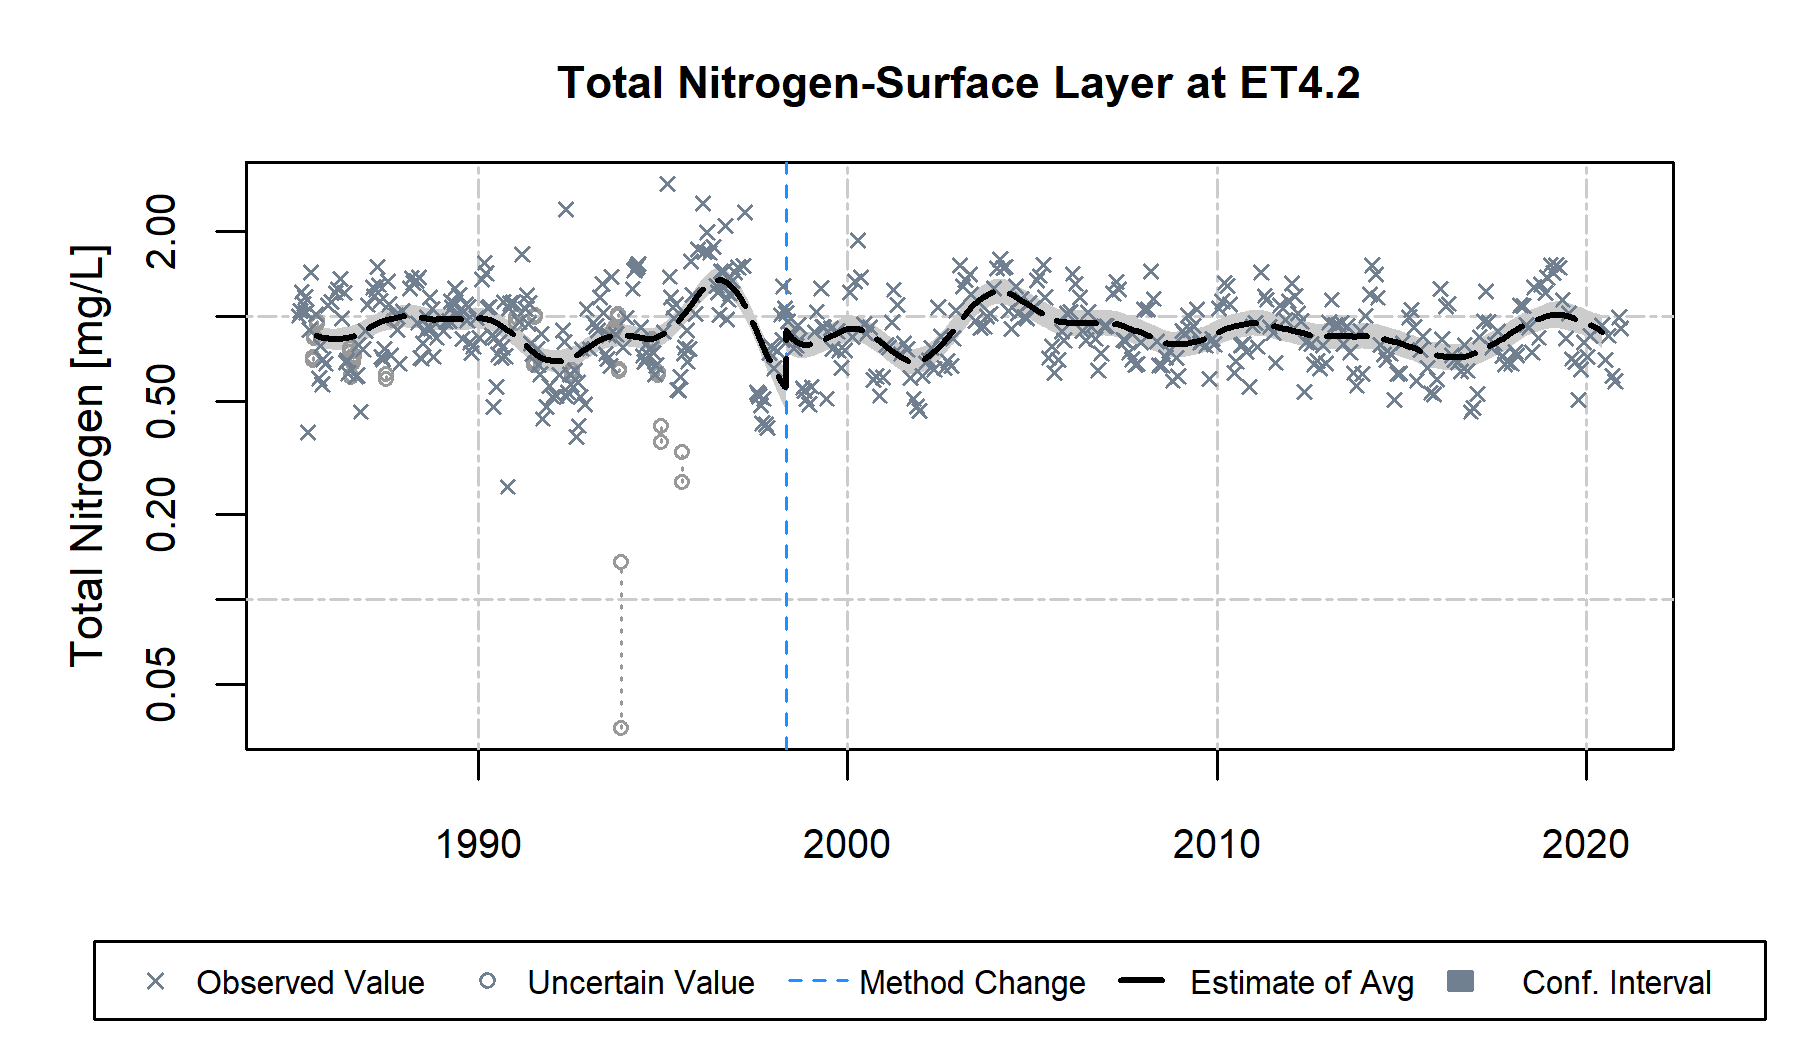 Total Nitrogen-Surface Layer at ET4.2
Total Nitrogen [mg/L]
2.00
0.50
0.20
0.05
1990 2000 2010 2020
Observed Value Uncertain Value Method Change Estimate of Avg Conf. Interval